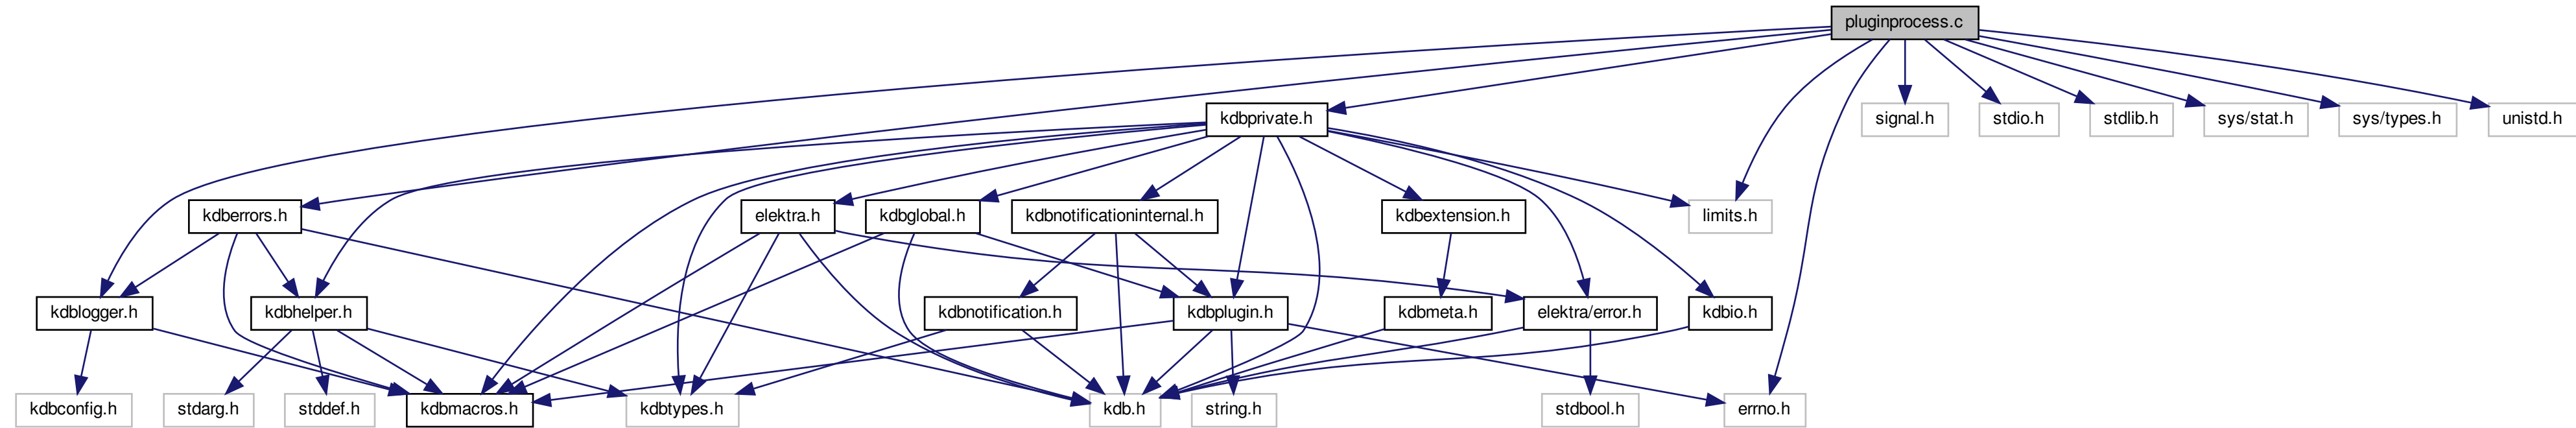 pluginprocess.c
kdbprivate.h
signal.h
stdio.h
stdlib.h
sys/stat.h
sys/types.h
unistd.h
kdberrors.h
elektra.h
kdbglobal.h
kdbnotificationinternal.h
kdbextension.h
limits.h
kdblogger.h
kdbhelper.h
kdbnotification.h
kdbplugin.h
kdbmeta.h
elektra/error.h
kdbio.h
kdbconfig.h
stdarg.h
stddef.h
kdbmacros.h
kdbtypes.h
kdb.h
string.h
stdbool.h
errno.h